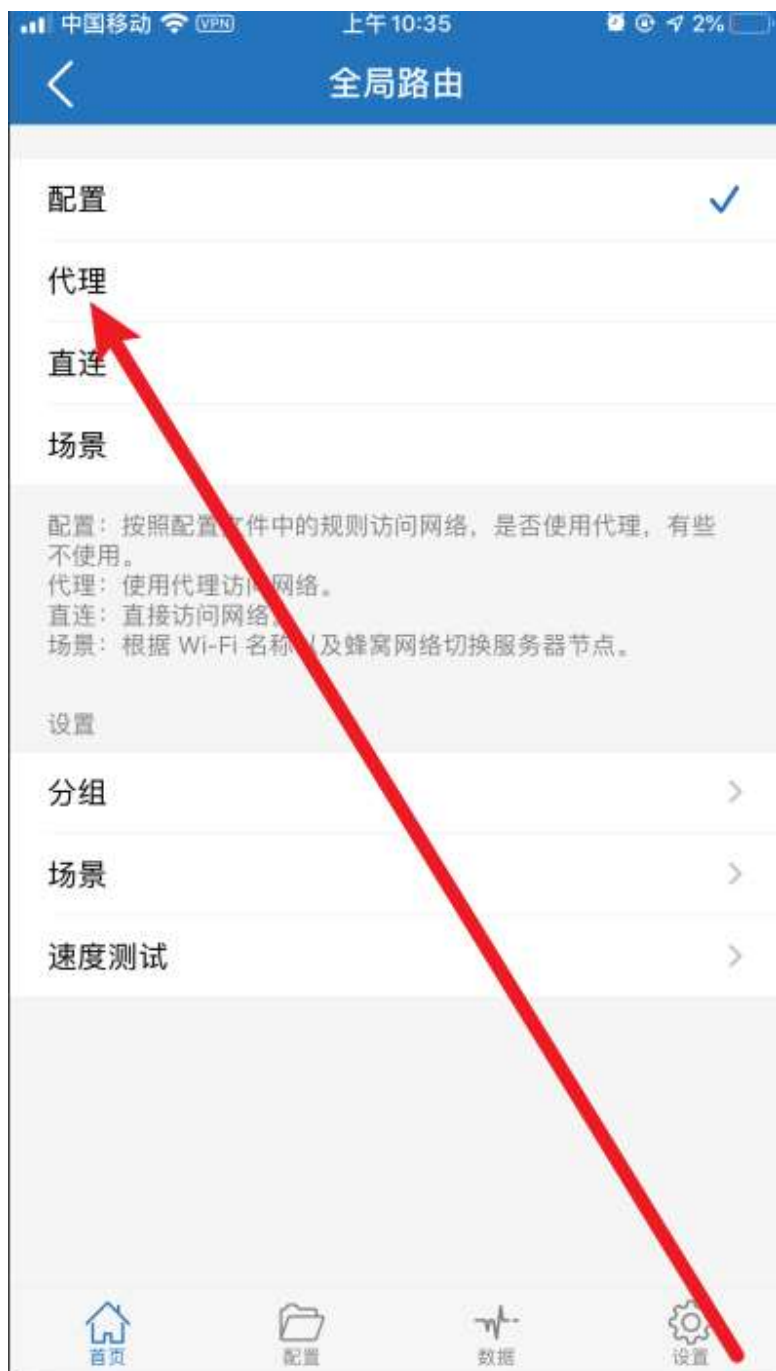 中国移动 VPN 上午10:35 2%
全局路由
配置
代理
直连
场景
配置：按照配置文件中的规则访问网络，是否使用代理，有些
不使用。
代理：使用代理访问网络。
直连：直接访问网络。
场景：根据 Wi-Fi 名称以及蜂窝网络切换服务器节点。
设置
分组
场景
速度测试
首页 配置 数据 设置